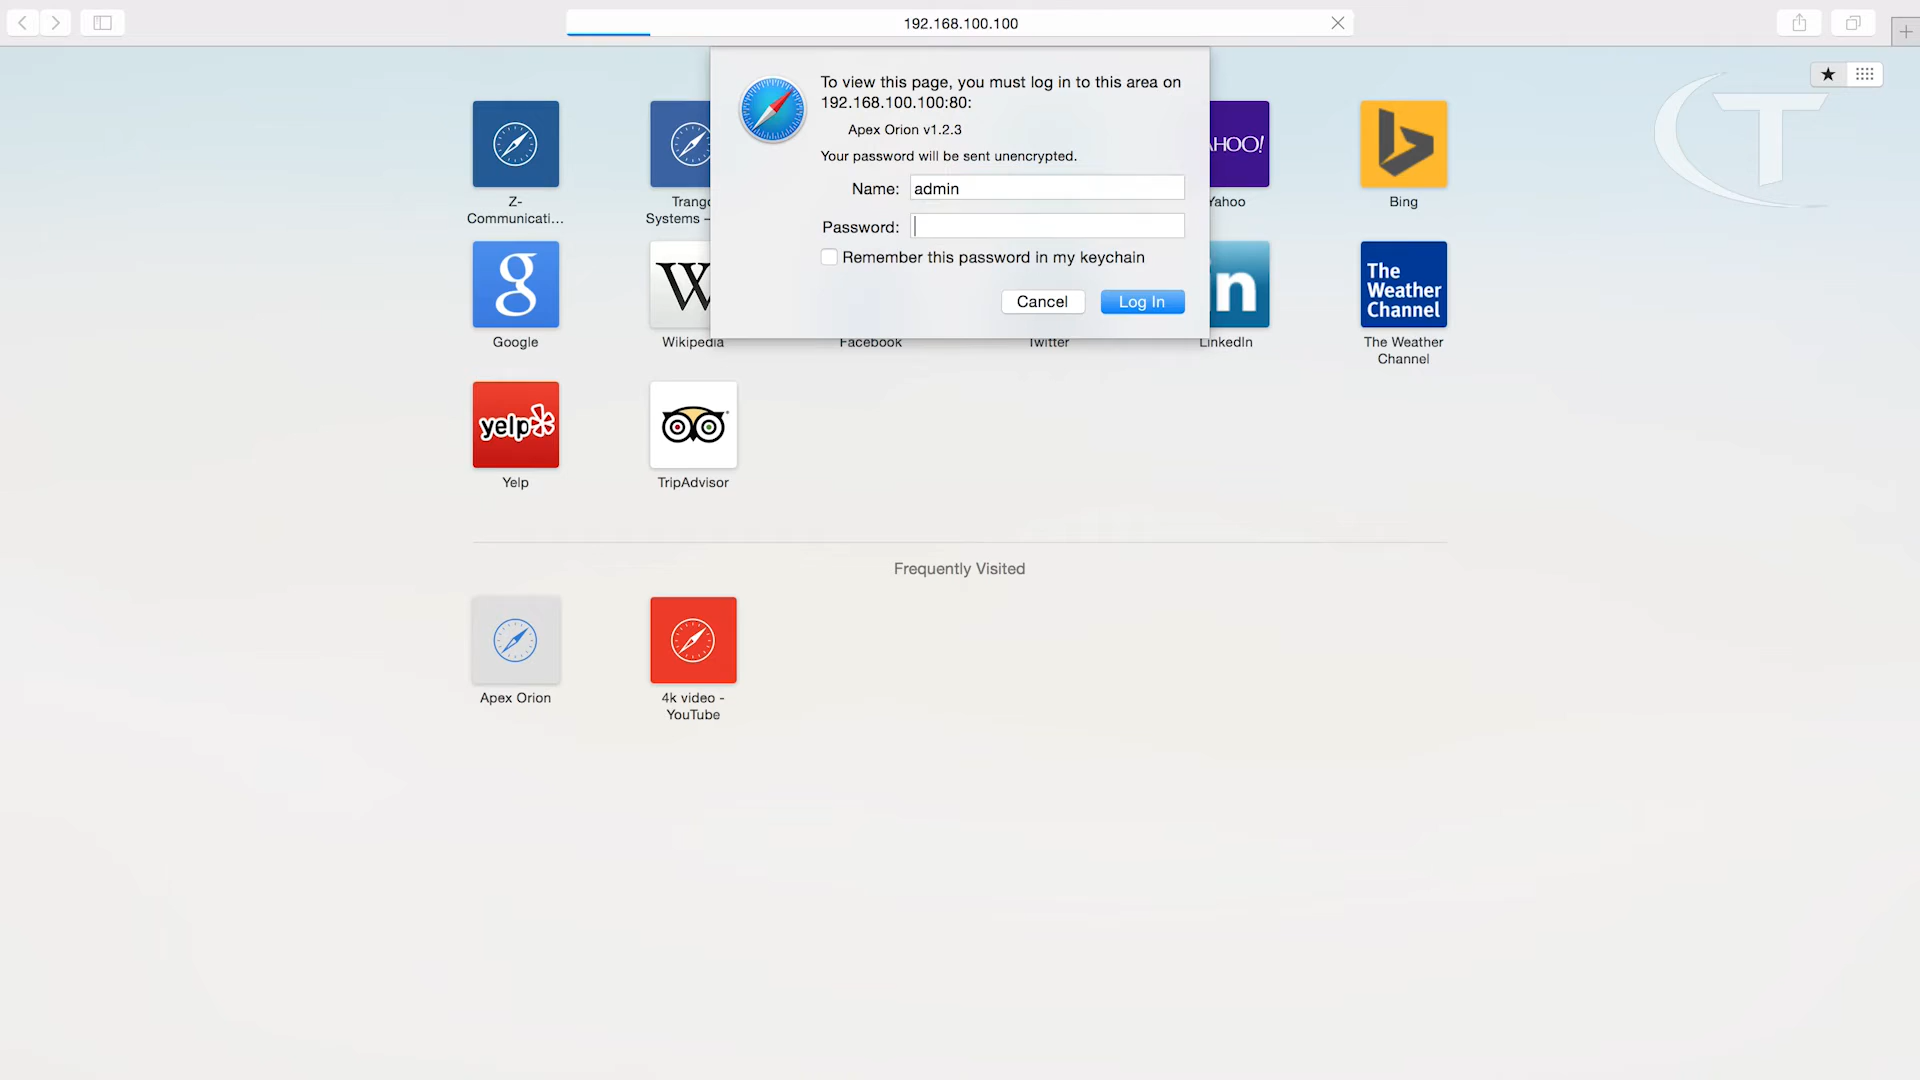 192.168.100.100
To view this page, you must log in to this area on
192.168.100.100:80:
Apex Orion v1.2.3
Your password will be sent unencrypted.
Name: admin
Password:
Remember this password in my keychain
Cancel
Log In
T
Z-
Communicati...
Trango
Systems –
AHOO!
Yahoo
Bing
g
Google
W
Wikipedia
Facebook
Twitter
in
LinkedIn
The
Weather
Channel
The Weather
Channel
yelp
Yelp
TripAdvisor
Frequently Visited
Apex Orion
4k video -
YouTube